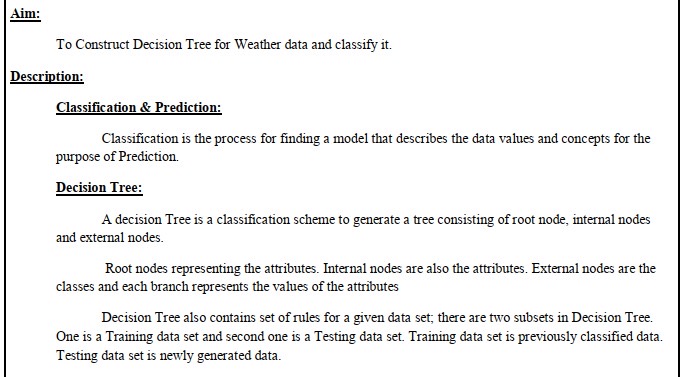 Aim:
To Construct Decision Tree for Weather data and classify it.
Description:
Classification & Prediction:
Classification is the process for finding a model that describes the data values and concepts for the
purpose of Prediction.
Decision Tree:
A decision Tree is a classification scheme to generate a tree consisting of root node, internal nodes
and external nodes.
Root nodes representing the attributes. Internal nodes are also the attributes. External nodes are the
classes and each branch represents the values of the attributes
Decision Tree also contains set of rules for a given data set; there are two subsets in Decision Tree.
One is a Training data set and second one is a Testing data set. Training data set is previously classified data.
Testing data set is newly generated data.